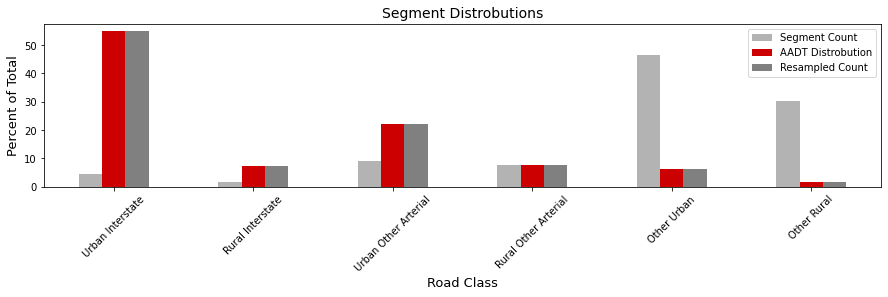 Segment Distrobutions
Percent of Total
50
40
30
20
10
0
Segment Count
AADT Distrobution
Resampled Count
Urban Interstate
Rural Interstate
Urban Other Arterial
Rural Other Arterial
Other Urban
Other Rural
Road Class